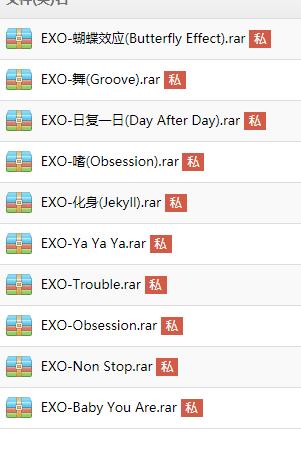 文件(夹)名
EXO-蝴蝶效应(Butterfly Effect).rar 私
EXO-舞(Groove).rar 私
EXO-日复一日(Day After Day).rar 私
EXO-嗜(Obsession).rar 私
EXO-化身(Jekyll).rar 私
EXO-Ya Ya Ya.rar 私
EXO-Trouble.rar 私
EXO-Obsession.rar 私
EXO-Non Stop.rar 私
EXO-Baby You Are.rar 私